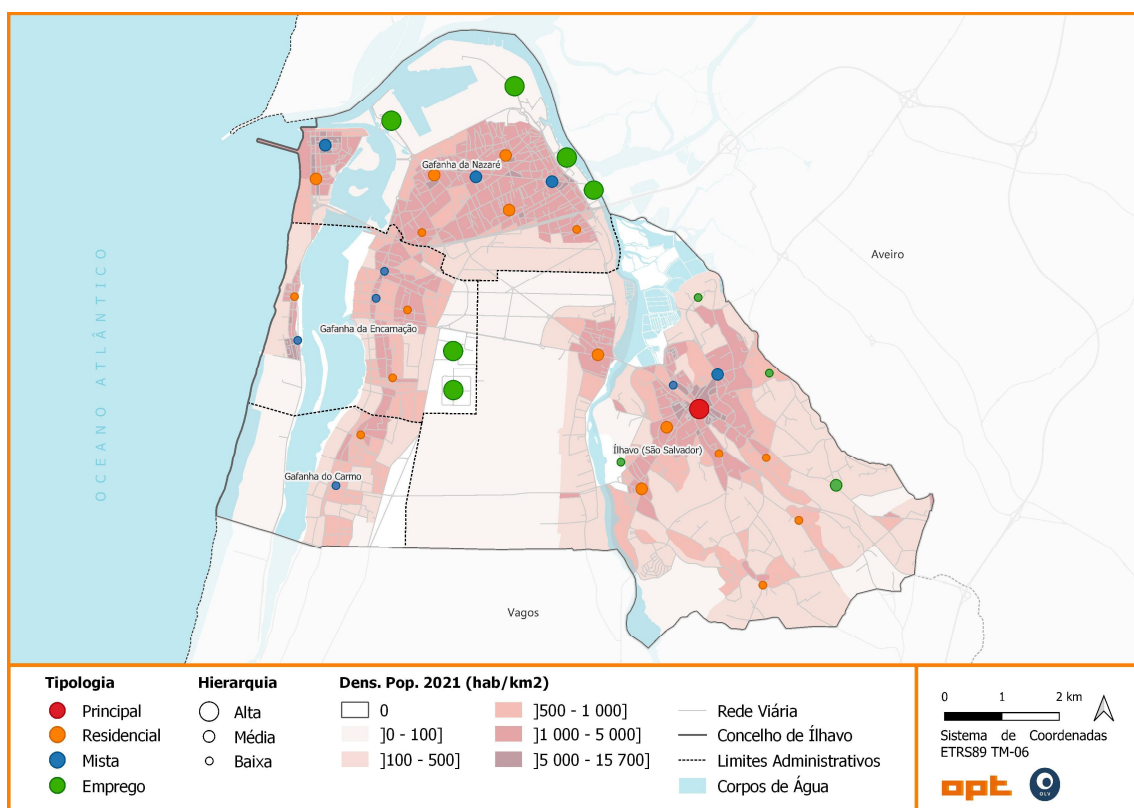 Gafanha da Nazaré
Aveiro
OCEANO ATLÂNTICO
Gafanha da Encarnação
Ílhavo (São Salvador)
Gafanha do Carmo
Vagos
Tipologia
Principal
Residencial
Mista
Emprego
Hierarquia
Alta
Média
Baixa
Dens. Pop. 2021 (hab/km2)
0
]0 - 100]
]100 - 500]
]500 - 1 000]
]1 000 - 5 000]
]5 000 - 15 700]
Rede Viária
Concelho de Ílhavo
Limites Administrativos
Corpos de Água
0 1 2 km
Sistema de Coordenadas
ETRS89 TM-06
opt
OLV